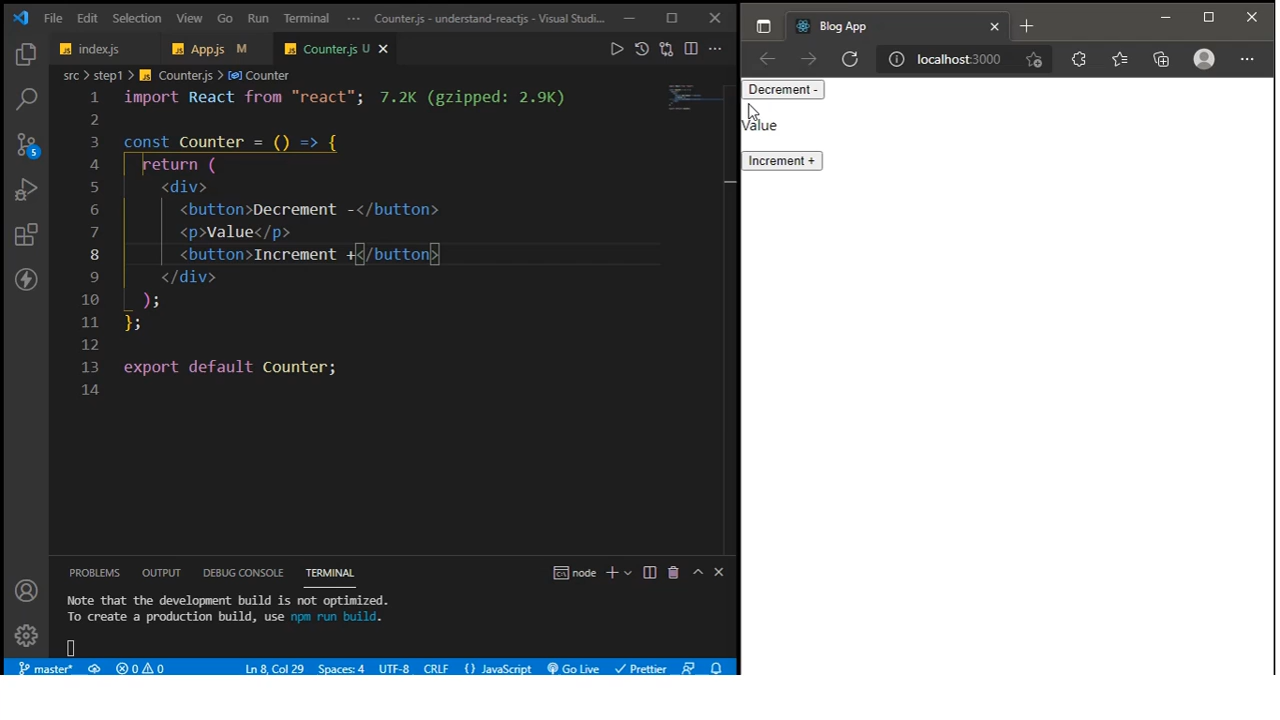 File Edit Selection View Go Run Terminal ··· Counter.js - understand-reactjs - Visual Studi...
index.js App.js M Counter.js U
src > step1 > Counter.js > Counter
1 import React from "react"; 7.2K (gzipped: 2.9K)
2
3 const Counter = () => {
4 return (
5 <div>
6 <button>Decrement -</button>
7 <p>Value</p>
8 <button>Increment +</button>
9 </div>
10 );
11 };
12
13 export default Counter;
14
5
PROBLEMS OUTPUT DEBUG CONSOLE TERMINAL node
Note that the development build is not optimized.
To create a production build, use npm run build.
master* 0 0 Ln 8, Col 29 Spaces: 4 UTF-8 CRLF {} JavaScript Go Live Prettier
Blog App
localhost:3000
Decrement -
Value
Increment +